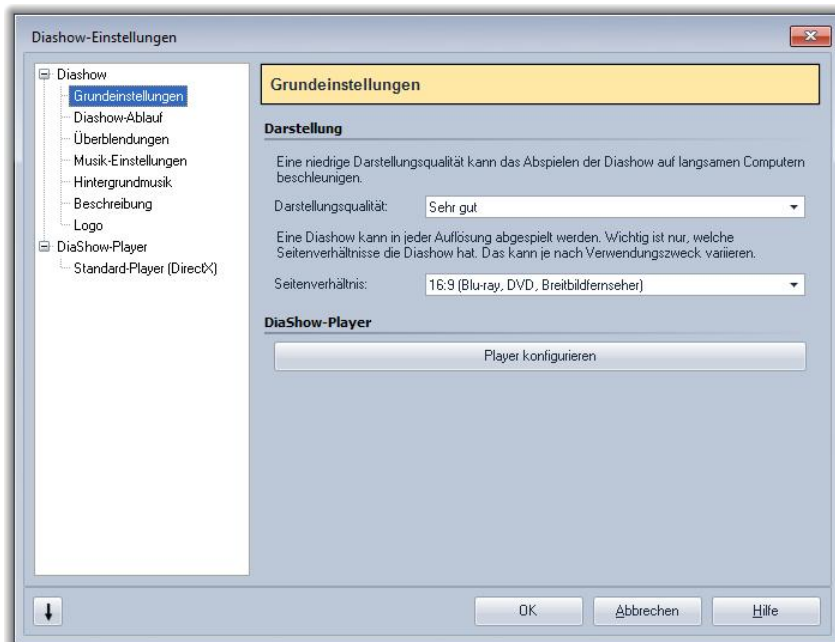 Diashow-Einstellungen
Diashow
Grundeinstellungen
Diashow-Ablauf
Überblendungen
Musik-Einstellungen
Hintergrundmusik
Beschreibung
Logo
DiaShow-Player
Standard-Player (DirectX)
Grundeinstellungen
Darstellung
Eine niedrige Darstellungsqualität kann das Abspielen der Diashow auf langsamen Computern
beschleunigen.
Darstellungsqualität: Sehr gut
Eine Diashow kann in jeder Auflösung abgespielt werden. Wichtig ist nur, welche
Seitenverhältnisse die Diashow hat. Das kann je nach Verwendungszweck variieren.
Seitenverhältnis: 16:9 (Blu-ray, DVD, Breitbildfernseher)
DiaShow-Player
Player konfigurieren
OK Abbrechen Hilfe